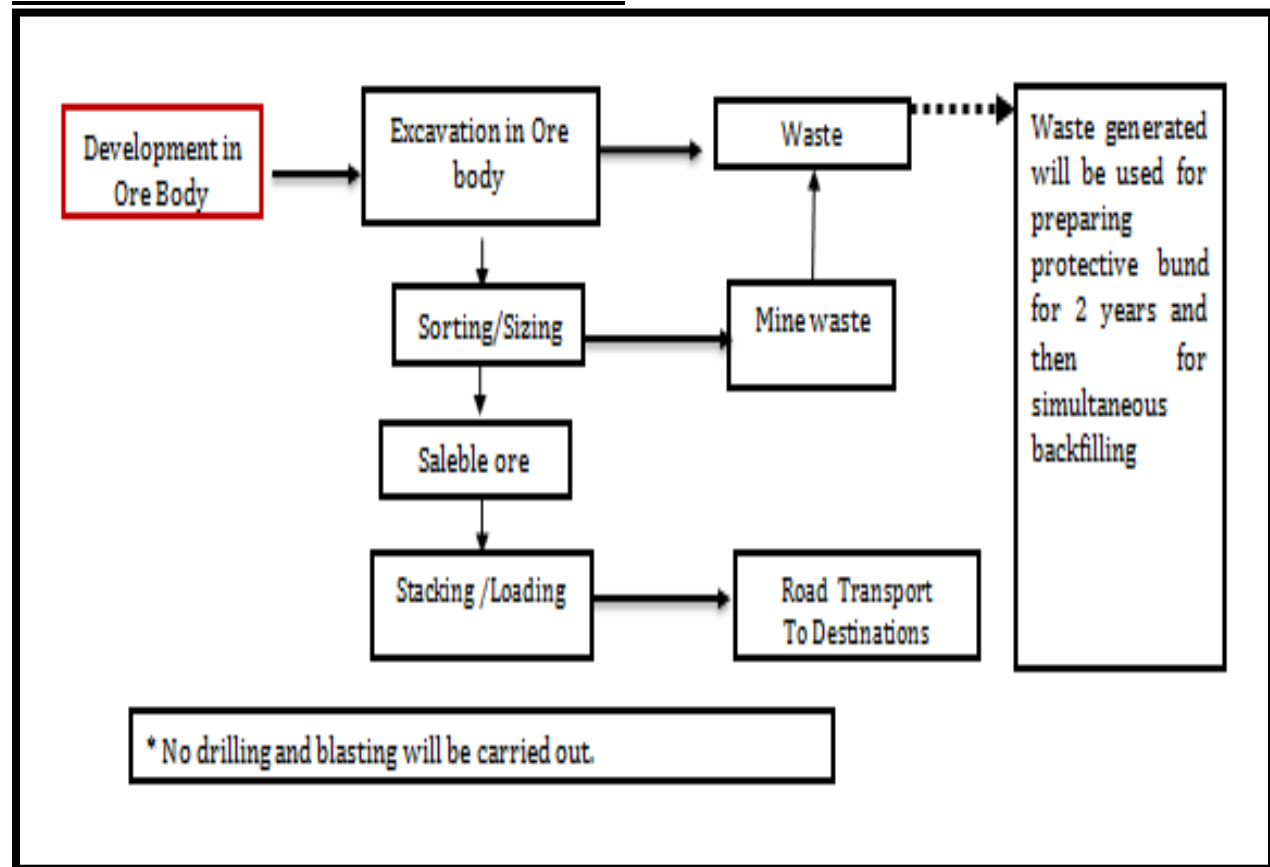 Development in
Ore Body
Excavation in Ore
body
Waste
Waste generated
will be used for
preparing
protective bund
for 2 years and
then for
simultaneous
backfilling
Sorting/Sizing
Mine waste
Saleble ore
Stacking /Loading
Road Transport
To Destinations
* No drilling and blasting will be carried out.